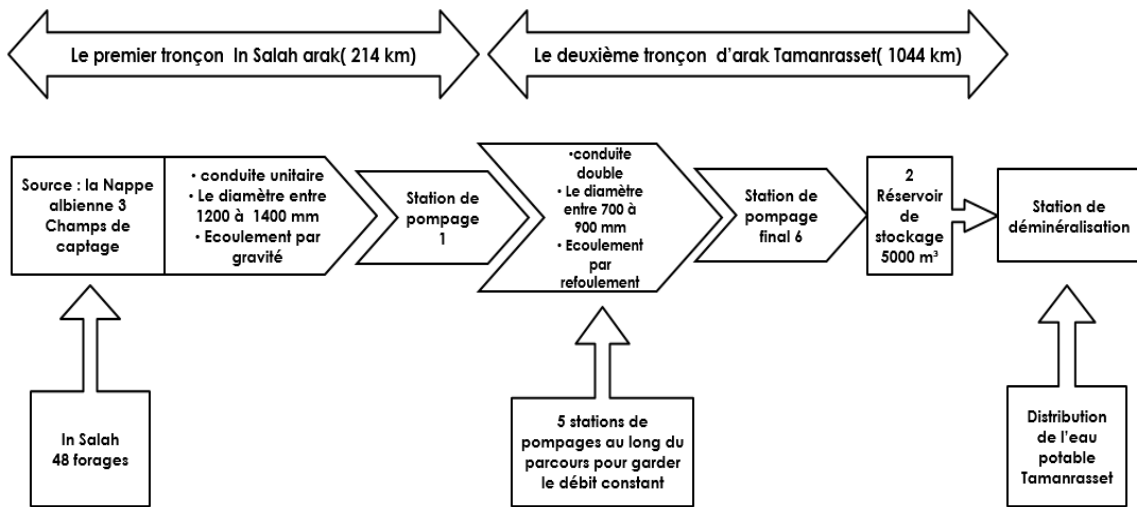 Le premier tronçon In Salah arak( 214 km)
Le deuxième tronçon d’arak Tamanrasset( 1044 km)
Source : la Nappe
albienne 3
Champs de
captage
• conduite unitaire
• Le diamètre entre
1200 à 1400 mm
• Ecoulement par
gravité
Station de
pompage
1
•conduite
double
• Le diamètre
entre 700 à
900 mm
• Ecoulement
par
refoulement
Station de
pompage
final 6
2
Réservoir
de
stockage
5000 m³
Station de
déminéralisation
In Salah
48 forages
5 stations de
pompages au long du
parcours pour garder
le débit constant
Distribution
de l’eau
potable
Tamanrasset